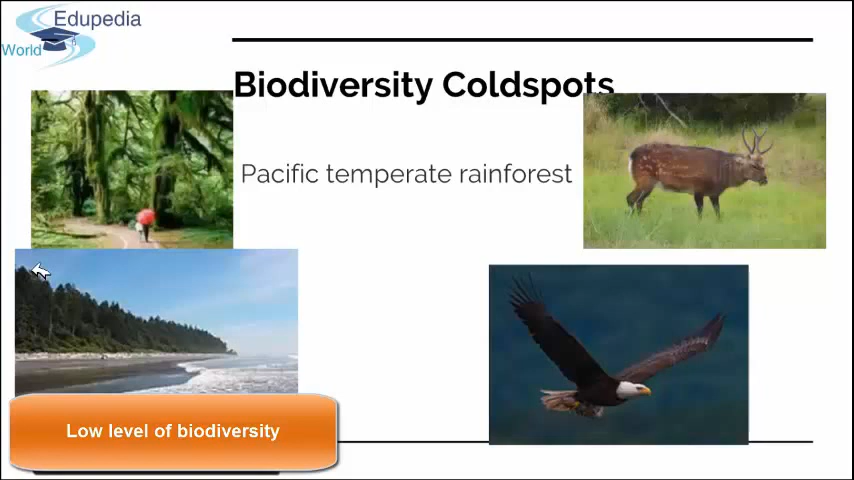 Edupedia
World
Biodiversity Coldspots
Pacific temperate rainforest
Low level of biodiversity